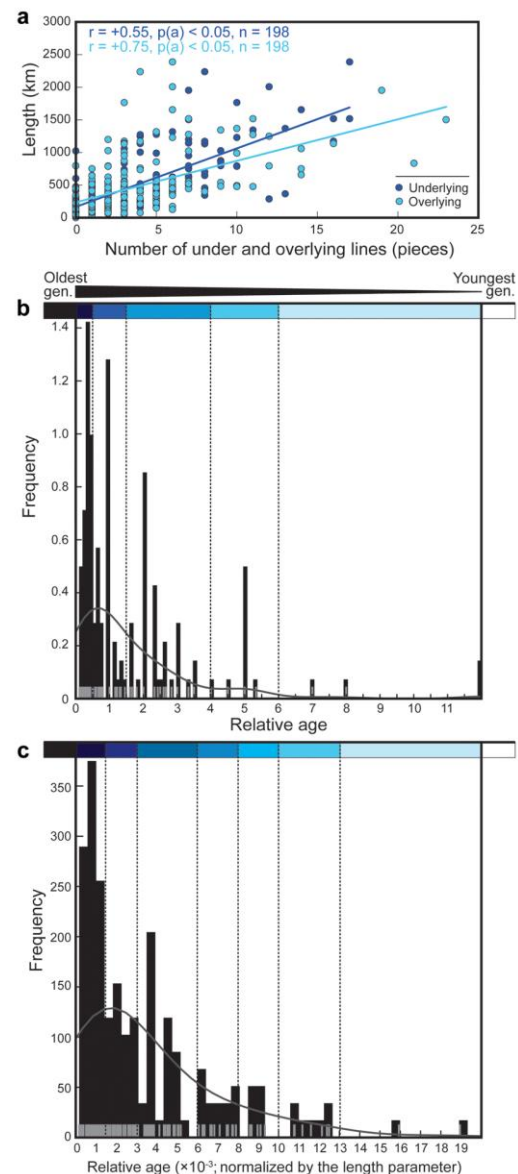 a
r = +0.55, p(a) < 0.05, n = 198
r = +0.75, p(a) < 0.05, n = 198
3000
2500
2000
1500
1000
500
0
Length (km)
0 5 10 15 20 25
Underlying
Overlying
Number of under and overlying lines (pieces)
Oldest gen.
Youngest gen.
b
1.4
1.2
1.0
0.8
0.6
0.4
0.2
0
Frequency
0 1 2 3 4 5 6 7 8 9 10 11
Relative age
c
350
300
250
200
150
100
50
0
Frequency
0 1 2 3 4 5 6 7 8 9 10 11 12 13 14 15 16 17 18 19
Relative age (×10-³; normalized by the length parameter)